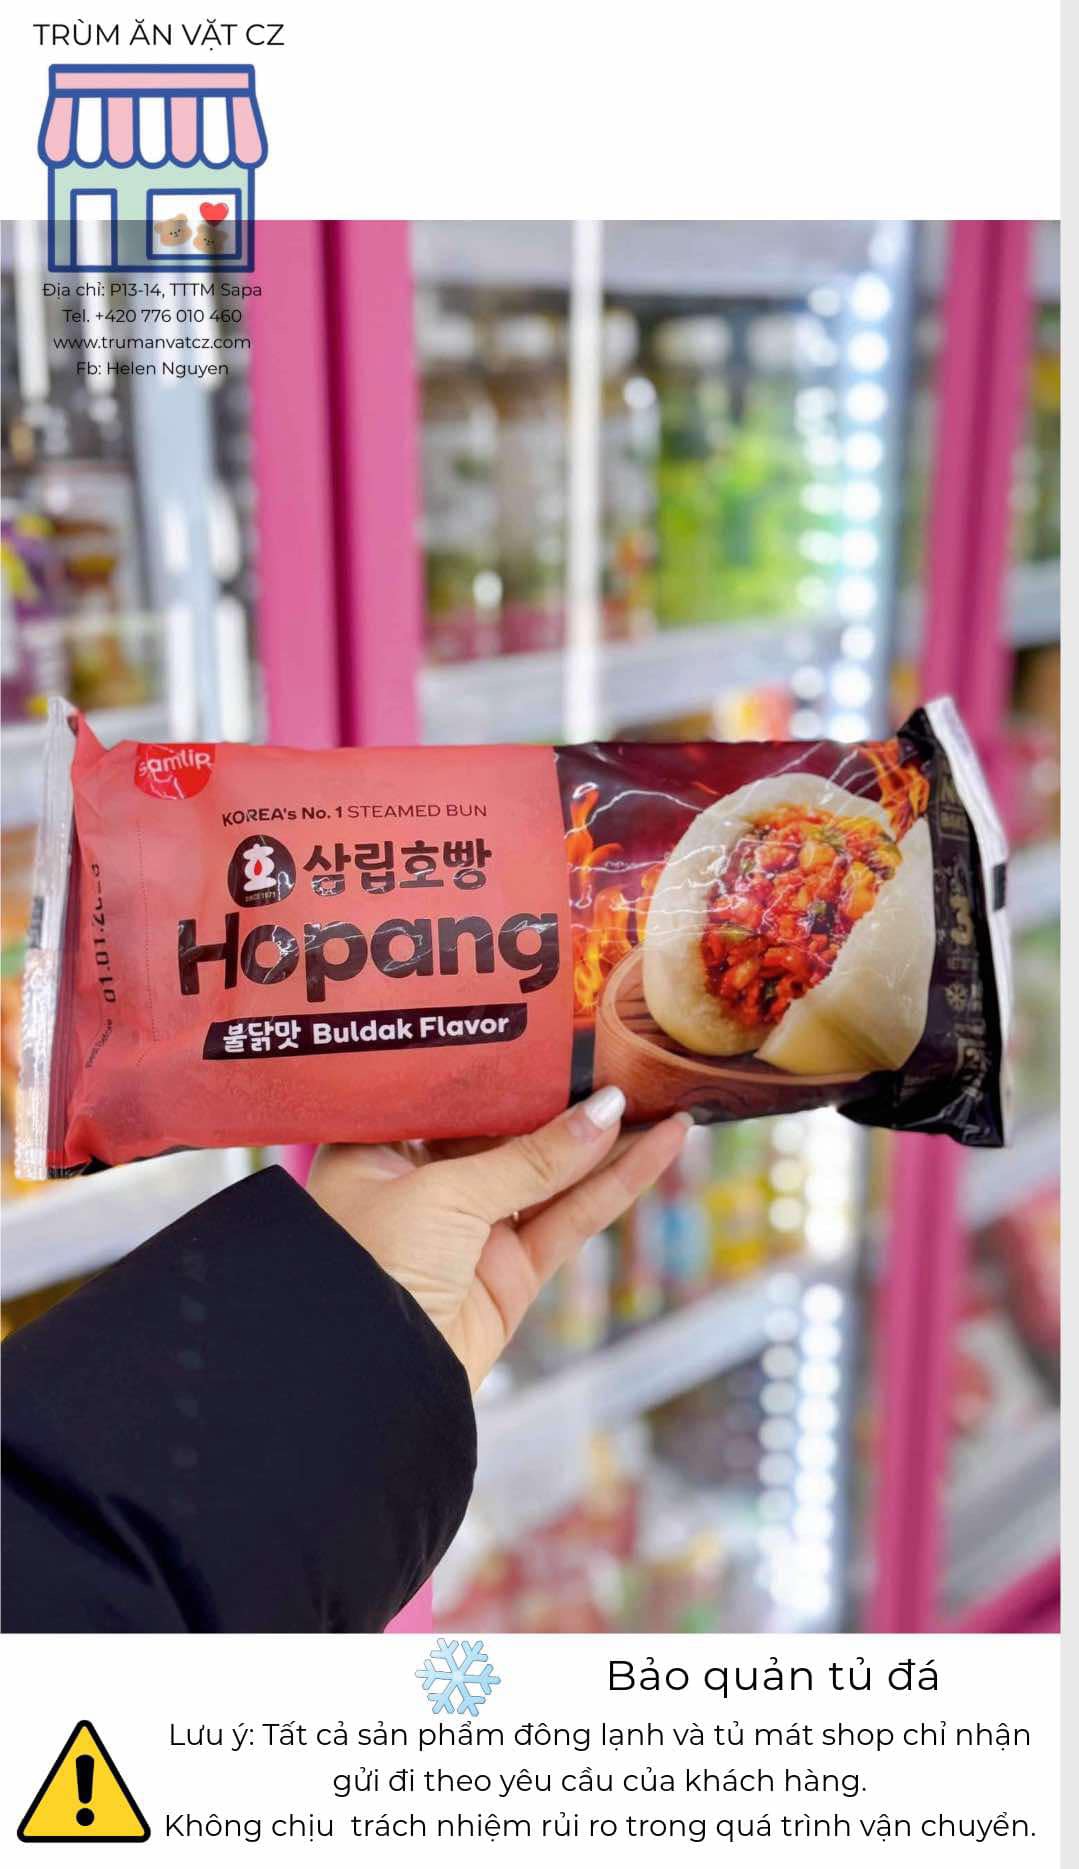 TRÙM ĂN VẶT CZ
Địa chỉ: P13-14, TTTM Sapa
Tel. +420 776 010 460
www.trumanvatcz.com
Fb: Helen Nguyen
samlip
KOREA's No. 1 STEAMED BUN
삼립호빵
SINCE 1971
Hopang
불닭맛 Buldak Flavor
Bảo quản tủ đá
Lưu ý: Tất cả sản phẩm đông lạnh và tủ mát shop chỉ nhận
gửi đi theo yêu cầu của khách hàng.
Không chịu  trách nhiệm rủi ro trong quá trình vận chuyển.